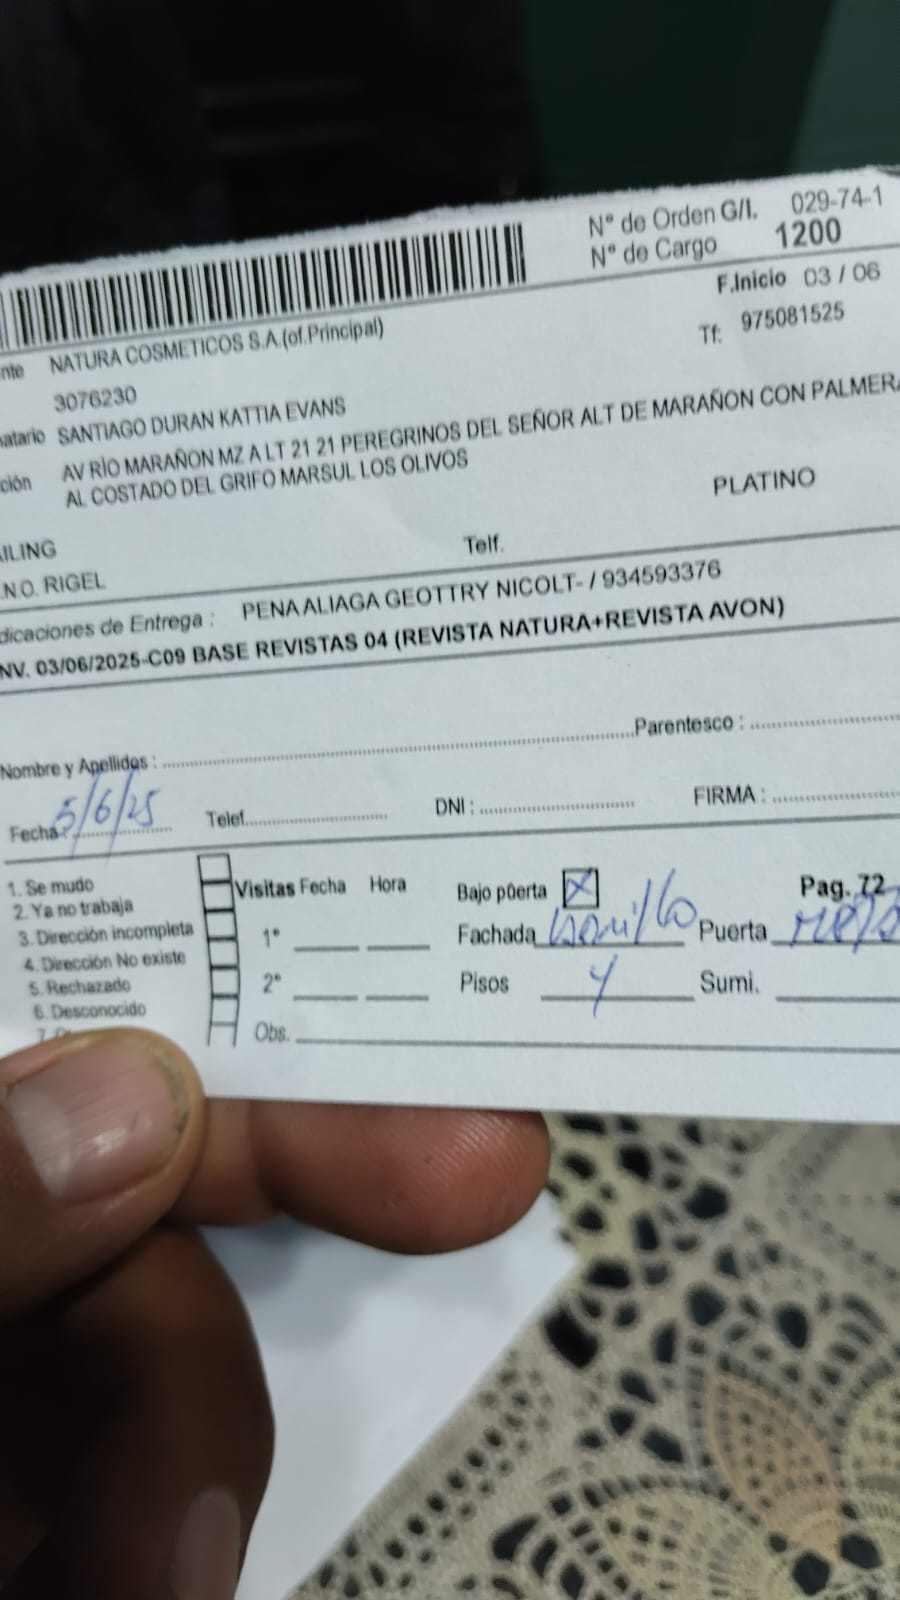 N° de Orden G/I. 029-74-1
N° de Cargo 1200
F.Inicio 03 / 06
nte NATURA COSMETICOS S.A.(of.Principal)
Tf: 975081525
3076230
natario SANTIAGO DURAN KATTIA EVANS
ción AV RÍO MARAÑON MZ A LT 21 21 PEREGRINOS DEL SEÑOR ALT DE MARAÑON CON PALMERA
AL COSTADO DEL GRIFO MARSUL LOS OLIVOS
PLATINO
AILING Telf.
N.O. RIGEL
dicaciones de Entrega : PENA ALIAGA GEOTTRY NICOLT- / 934593376
NV. 03/06/2025-C09 BASE REVISTAS 04 (REVISTA NATURA+REVISTA AVON)
Nombre y Apellidos : Parentesco :
Fecha: 5/6/25 Telef. DNI : FIRMA :
1. Se mudo
2. Ya no trabaja
3. Dirección incompleta
4. Dirección No existe
5. Rechazado
6. Desconocido
Visitas Fecha Hora
1°
2°
Obs.
Bajo pûerta X Pag. 72
Fachada Puerta
Pisos 4 Sumi.